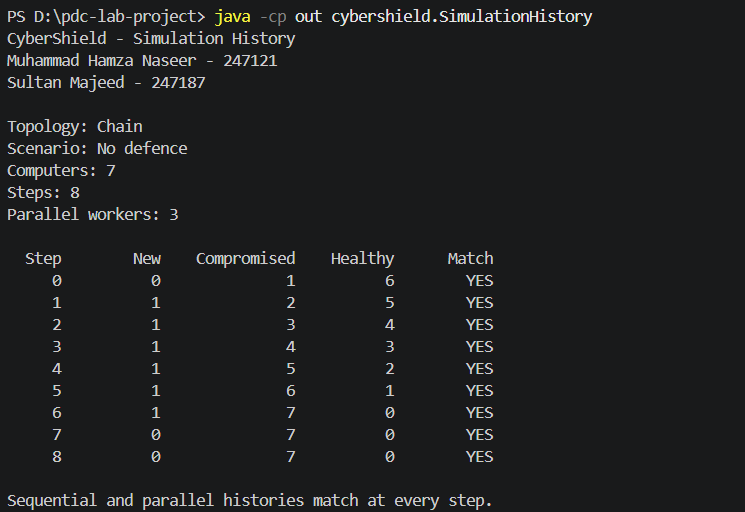 PS D:\pdc-lab-project> java -cp out cybershield.SimulationHistory
CyberShield - Simulation History
Muhammad Hamza Naseer - 247121
Sultan Majeed - 247187
Topology: Chain
Scenario: No defence
Computers: 7
Steps: 8
Parallel workers: 3
Step New Compromised Healthy Match
0 0 1 6 YES
1 1 2 5 YES
2 1 3 4 YES
3 1 4 3 YES
4 1 5 2 YES
5 1 6 1 YES
6 1 7 0 YES
7 0 7 0 YES
8 0 7 0 YES
Sequential and parallel histories match at every step.